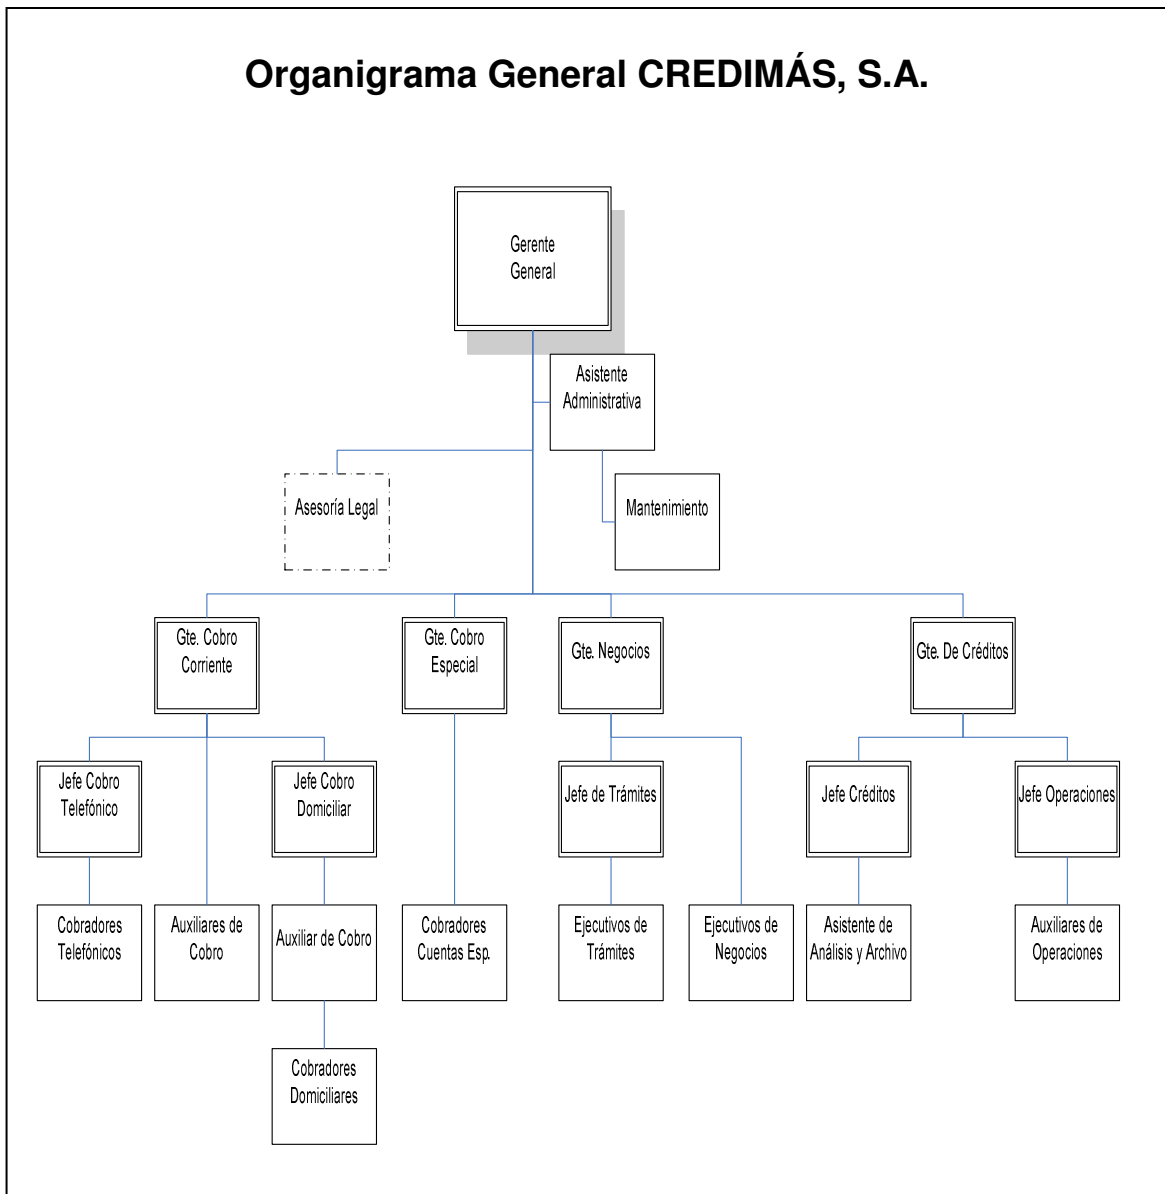 Organigrama General CREDIMÁS, S.A.
Gerente
General
Asistente
Administrativa
Asesoría Legal
Mantenimiento
Gte. Cobro
Corriente
Gte. Cobro
Especial
Gte. Negocios
Gte. De Créditos
Jefe Cobro
Telefónico
Jefe Cobro
Domiciliar
Jefe de Trámites
Jefe Créditos
Jefe Operaciones
Cobradores
Telefónicos
Auxiliares de
Cobro
Auxiliar de Cobro
Cobradores
Cuentas Esp.
Ejecutivos de
Trámites
Ejecutivos de
Negocios
Asistente de
Análisis y Archivo
Auxiliares de
Operaciones
Cobradores
Domiciliares